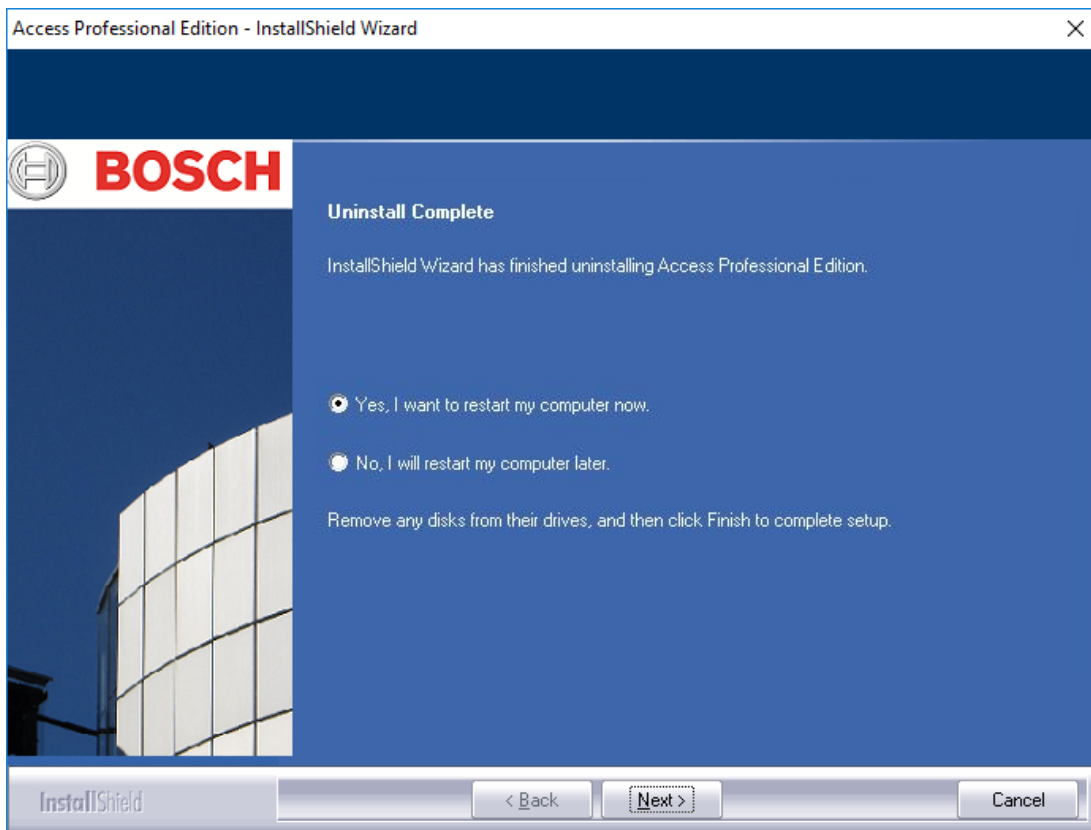 Access Professional Edition - InstallShield Wizard
BOSCH
Uninstall Complete
InstallShield Wizard has finished uninstalling Access Professional Edition.
Yes, I want to restart my computer now.
No, I will restart my computer later.
Remove any disks from their drives, and then click Finish to complete setup.
InstallShield
< Back
Next >
Cancel